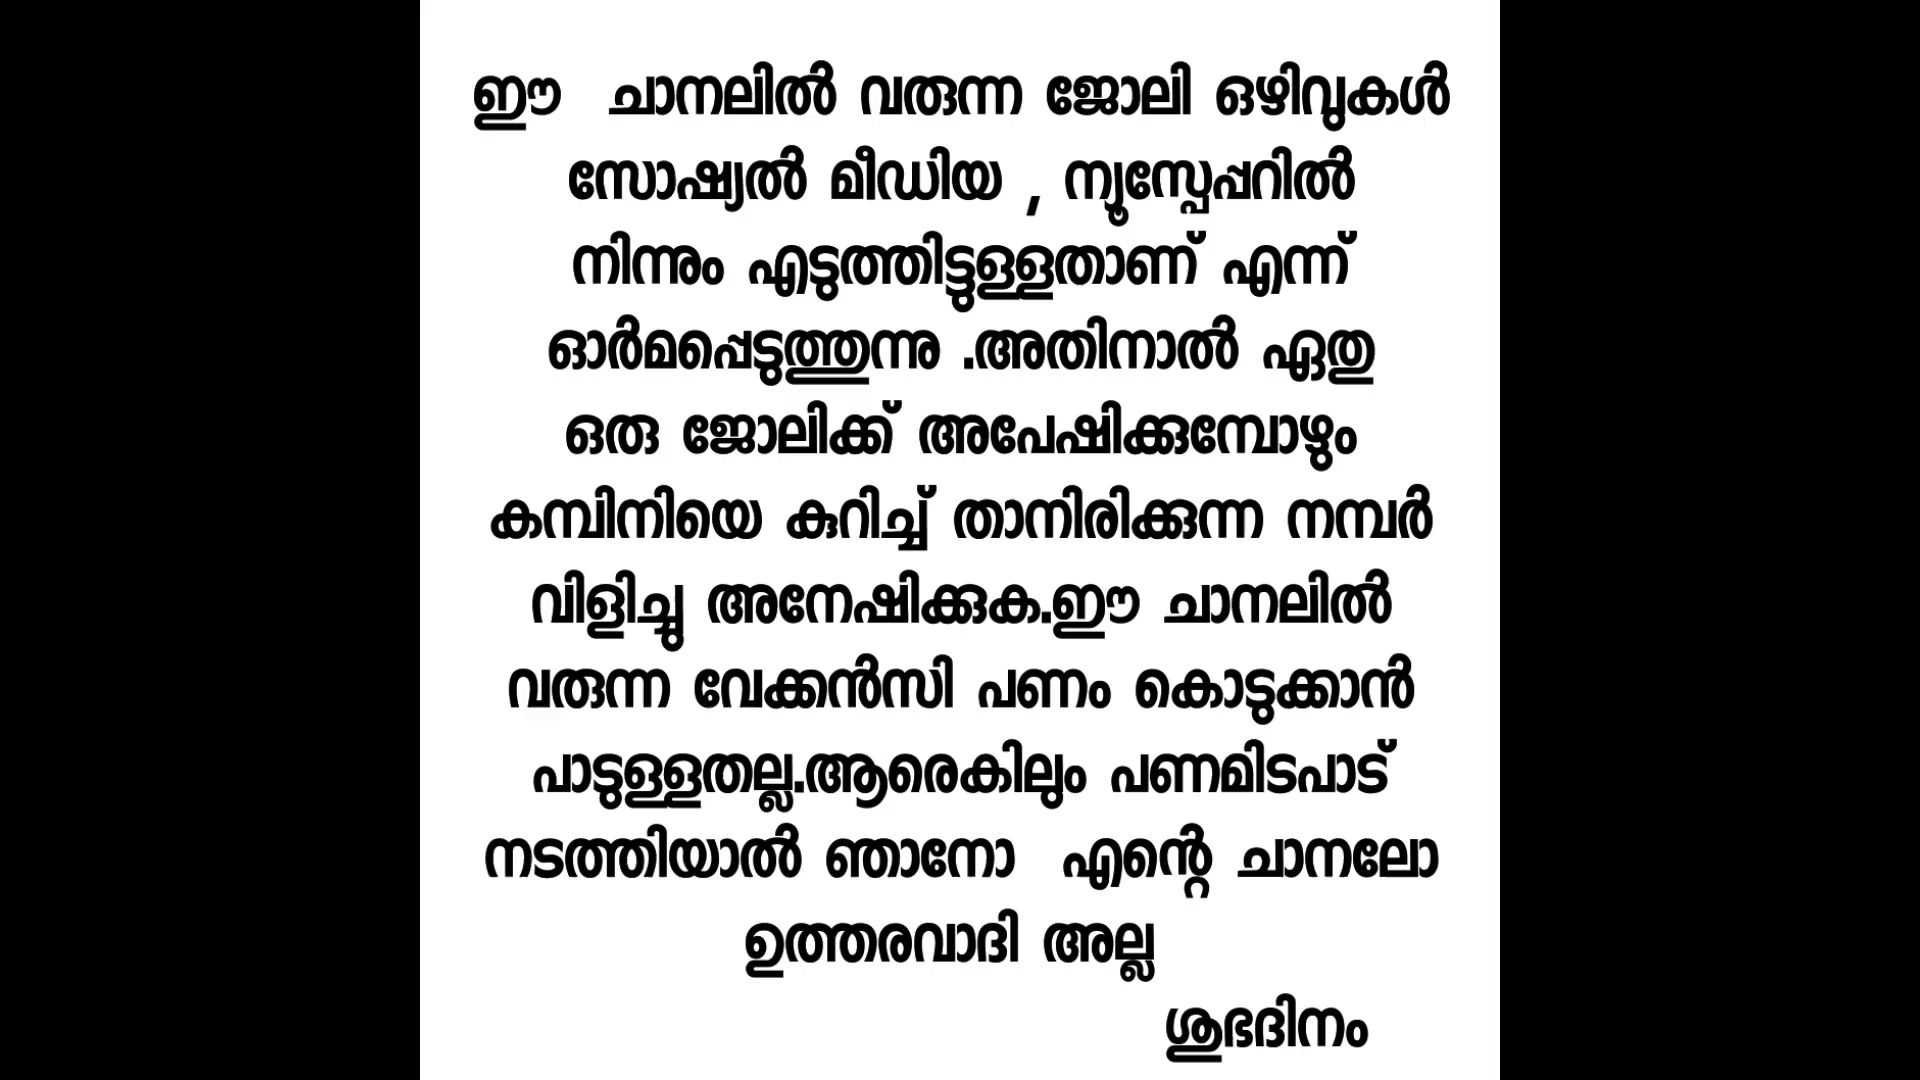 ഈ ചാനലിൽ വരുന്ന ജോലി ഒഴിവുകൾ
സോഷ്യൽ മീഡിയ , ന്യൂസ്പേപ്പറിൽ
നിന്നും എടുത്തിട്ടുള്ളതാണ് എന്ന്
ഓർമപ്പെടുത്തുന്നു .അതിനാൽ ഏതു
ഒരു ജോലിക്ക് അപേഷിക്കുമ്പോഴും
കമ്പിനിയെ കുറിച്ച് താനിരിക്കുന്ന നമ്പർ
വിളിച്ചു അനേഷിക്കുക.ഈ ചാനലിൽ
വരുന്ന വേക്കൻസി പണം കൊടുക്കാൻ
പാടുള്ളതല്ല.ആരെകിലും പണമിടപാട്
നടത്തിയാൽ ഞാനോ എന്റെ ചാനലോ
ഉത്തരവാദി അല്ല
ശുഭദിനം